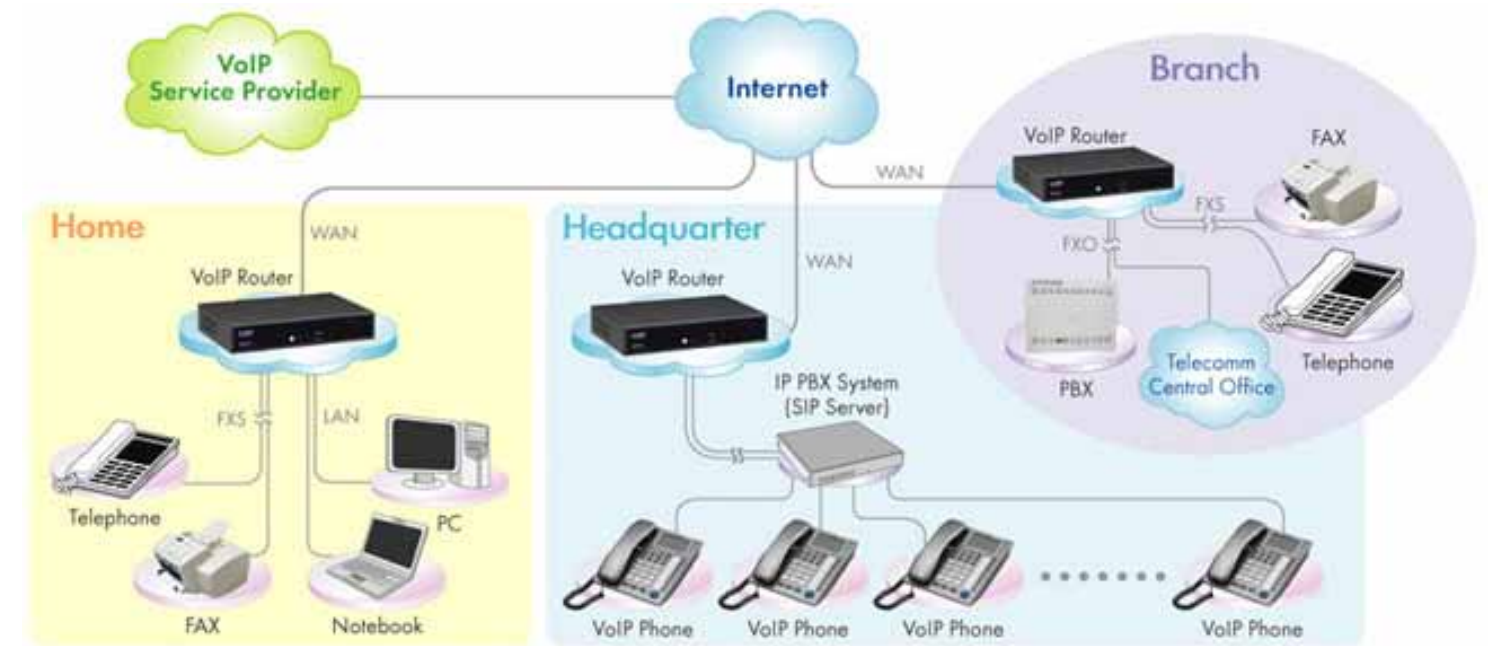 VoIP
Service Provider
Internet
Branch
VoIP Router
FAX
WAN
FXS
FXO
PBX
Telecomm
Central Office
Telephone
Home
WAN
VoIP Router
FXS
LAN
Telephone
PC
FAX
Notebook
Headquarter
WAN
VoIP Router
IP PBX System
(SIP Server)
VoIP Phone
VoIP Phone
VoIP Phone
VoIP Phone